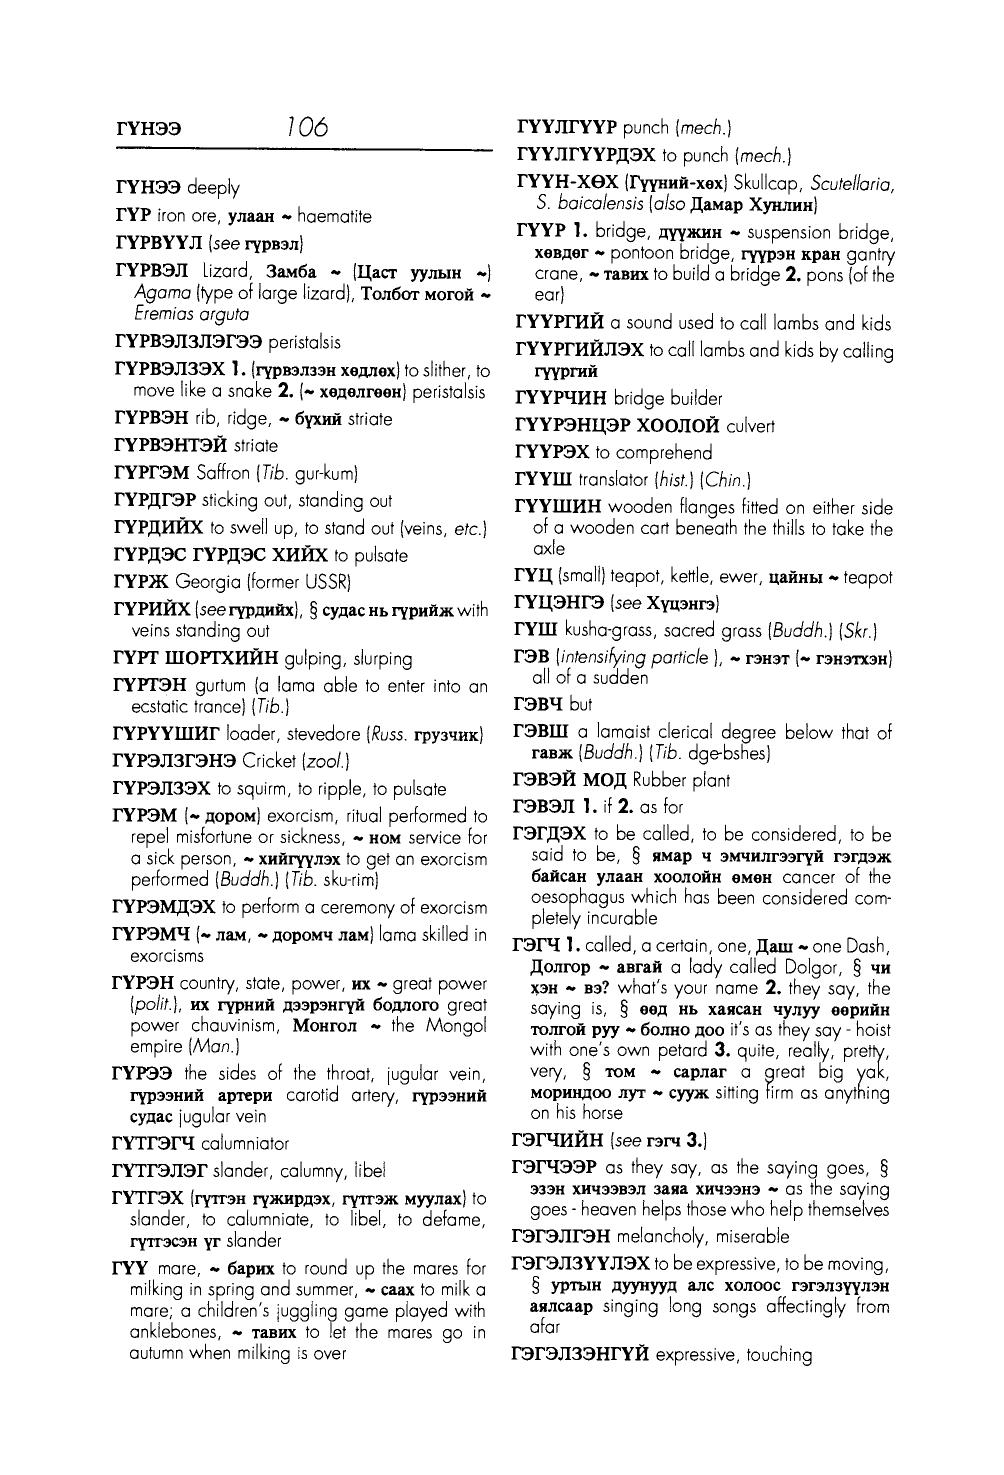 ГҮНЭЭ 106
ГҮНЭЭ deeply
ГҮР iron ore, улаан ~ haematite
ГҮРВҮҮЛ (see гүрвэл)
ГҮРВЭЛ Lizard, Замба ~ (Цаст уулын ~)
Agama (type of large lizard), Толбот могой ~
Eremias arguta
ГҮРВЭЛЗЛЭГЭЭ peristalsis
ГҮРВЭЛЗЭХ 1. (гүрвэлзэн хөдлөх) to slither, to
move like a snake 2. (~ хөдөлгөөн) peristalsis
ГҮРВЭН rib, ridge, ~ бүхий striate
ГҮРВЭНТЭЙ striate
ГҮРГЭМ Saffron (Tib. gur-kum)
ГҮРДГЭР sticking out, standing out
ГҮРДИЙХ to swell up, to stand out (veins, etc.)
ГҮРДЭС ГҮРДЭС ХИЙХ to pulsate
ГҮРЖ Georgia (former USSR)
ГҮРИЙХ (see гүрдийх), § судас нь гүрийж with
veins standing out
ГҮРТ ШОРТХИЙН gulping, slurping
ГҮРТЭН gurtum (a lama able to enter into an
ecstatic trance) (Tib.)
ГҮРҮҮШИГ loader, stevedore (Russ. грузчик)
ГҮРЭЛЗГЭНЭ Cricket (zool.)
ГҮРЭЛЗЭХ to squirm, to ripple, to pulsate
ГҮРЭМ (~ дором) exorcism, ritual performed to
repel misfortune or sickness, ~ ном service for
a sick person, ~ хийгүүлэх to get an exorcism
performed (Buddh.) (Tib. sku-rim)
ГҮРЭМДЭХ to perform a ceremony of exorcism
ГҮРЭМЧ (~ лам, ~ доромч лам) lama skilled in
exorcisms
ГҮРЭН country, state, power, их ~ great power
(polit.), их гүрний дээрэнгүй бодлого great
power chauvinism, Монгол ~ the Mongol
empire (Man.)
ГҮРЭЭ the sides of the throat, jugular vein,
гүрээний артери carotid artery, гүрээний
судас jugular vein
ГҮТГЭГЧ calumniator
ГҮТГЭЛЭГ slander, calumny, libel
ГҮТГЭХ (гүтгэн гүжирдэх, гүтгэж муулах) to
slander, to calumniate, to libel, to defame,
гүтгэсэн үг slander
ГҮҮ mare, ~ барих to round up the mares for
milking in spring and summer, ~ саах to milk a
mare; a children's juggling game played with
anklebones, ~ тавих to let the mares go in
autumn when milking is over
ГҮҮЛГҮҮР punch (mech.)
ГҮҮЛГҮҮРДЭХ to punch (mech.)
ГҮҮН-ХӨХ (Гүүний-хөх) Skullcap, Scutellaria,
S. baicalensis (also Дамар Хунлин)
ГҮҮР 1. bridge, дүүжин ~ suspension bridge,
хөвдөг ~ pontoon bridge, гүүрэн кран gantry
crane, ~ тавих to build a bridge 2. pons (of the
ear)
ГҮҮРГИЙ a sound used to call lambs and kids
ГҮҮРГИЙЛЭХ to call lambs and kids by calling
гүүргий
ГҮҮРЧИН bridge builder
ГҮҮРЭНЦЭР ХООЛОЙ culvert
ГҮҮРЭХ to comprehend
ГҮҮШ translator (hist.) (Chin.)
ГҮҮШИН wooden flanges fitted on either side
of a wooden cart beneath the thills to take the
axle
ГҮЦ (small) teapot, kettle, ewer, цайны ~ teapot
ГҮЦЭНГЭ (see Хүцэнгэ)
ГҮШ kusha-grass, sacred grass (Buddh.) (Skr.)
ГЭВ (intensifying particle ), ~ гэнэт (~ гэнэтхэн)
all of a sudden
ГЭВЧ but
ГЭВШ a lamaist clerical degree below that of
гавж (Buddh.) (Tib. dge-bshes)
ГЭВЭЙ МОД Rubber plant
ГЭВЭЛ 1. if 2. as for
ГЭГДЭХ to be called, to be considered, to be
said to be, § ямар ч эмчилгээгүй гэгдэж
байсан улаан хоолойн өмөн cancer of the
oesophagus which has been considered com-
pletely incurable
ГЭГЧ 1. called, a certain, one, Даш ~ one Dash,
Долгор ~ авгай a lady called Dolgor, § чи
хэн ~ вэ? what's your name 2. they say, the
saying is, § өөд нь хаясан чулуу өөрийн
толгой руу ~ болно доо it's as they say - hoist
with one's own petard 3. quite, really, pretty,
very, § том ~ сарлаг a great big yak,
мориндоо лут ~ сууж sitting firm as anything
on his horse
ГЭГЧИЙН (see гэгч 3.)
ГЭГЧЭЭР as they say, as the saying goes, §
эзэн хичээвэл заяа хичээнэ ~ as the saying
goes - heaven helps those who help themselves
ГЭГЭЛГЭН melancholy, miserable
ГЭГЭЛЗҮҮЛЭХ to be expressive, to be moving,
§ уртын дуунууд алс холоос гэгэлзүүлэн
аялсаар singing long songs affectingly from
afar
ГЭГЭЛЗЭНГҮЙ expressive, touching